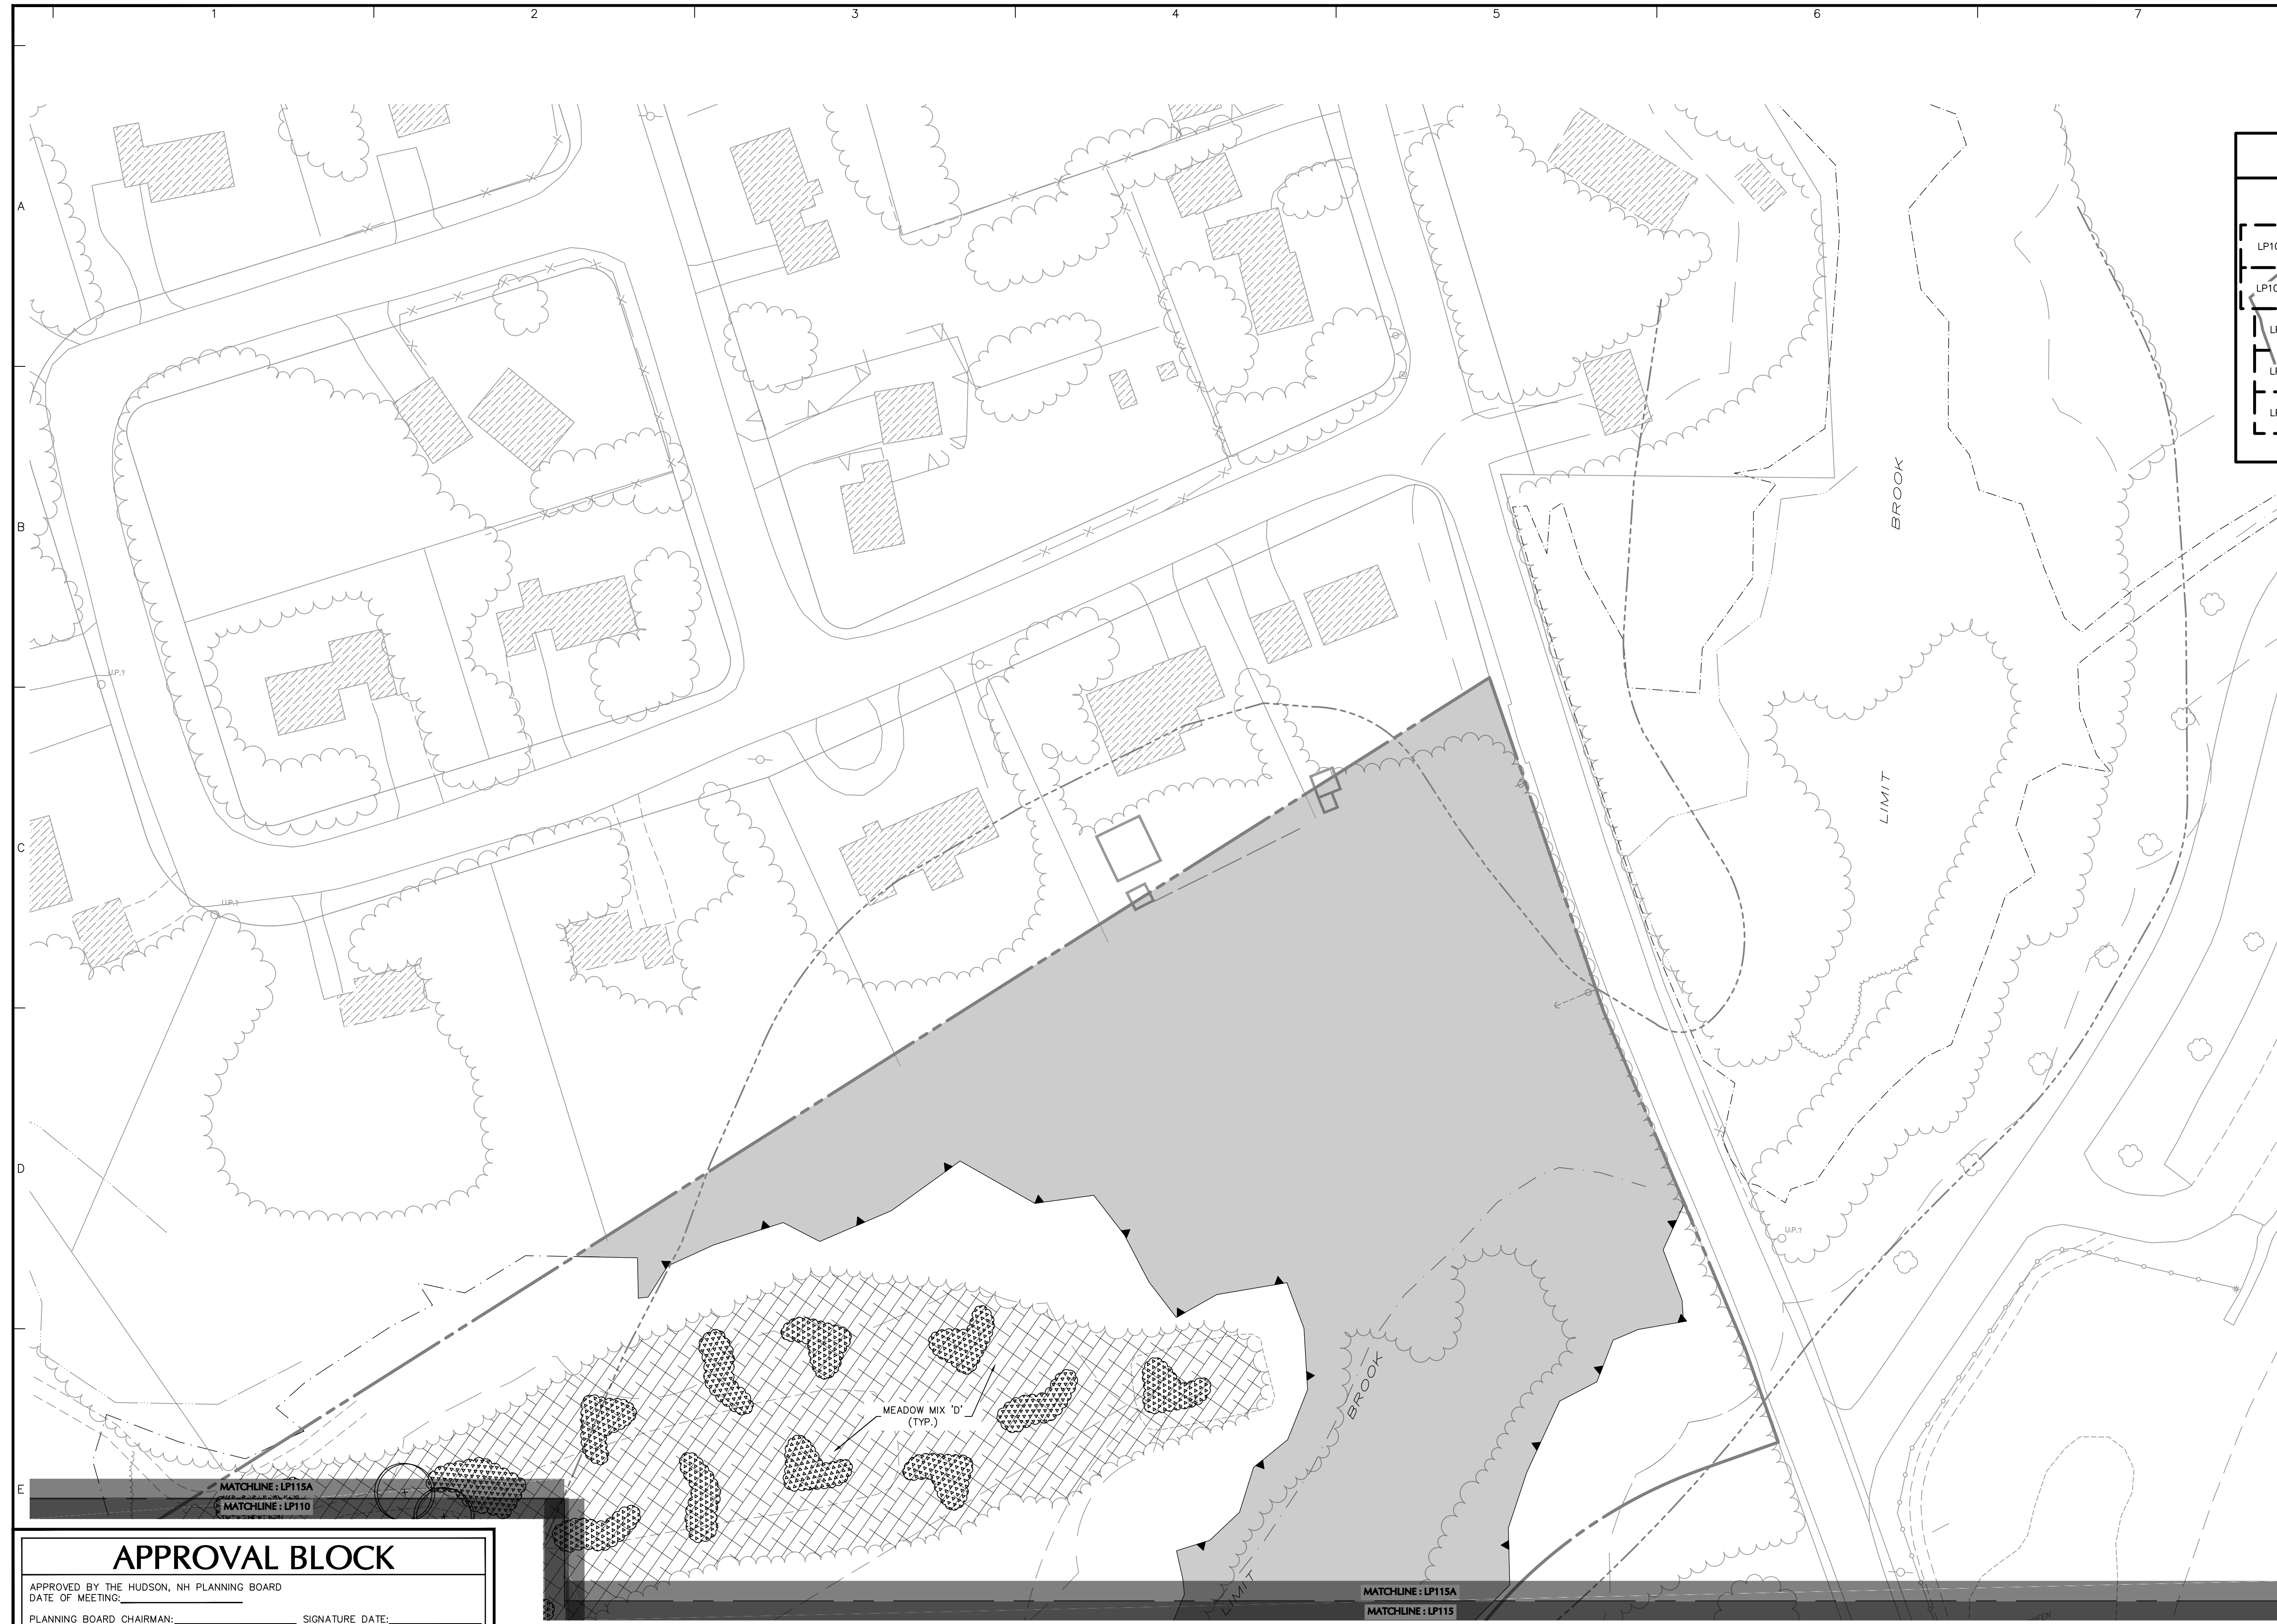 1 2 3 4 5 6 7
A
LP10
LP10
B
BROOK
U.P.?
LIMIT
C
U.P.?
D
U.P.?
BROOK
MEADOW MIX 'D'
(TYP.)
E
MATCHLINE : LP115A
MATCHLINE : LP110
LIMIT
MATCHLINE : LP115A
MATCHLINE : LP115
APPROVAL BLOCK
APPROVED BY THE HUDSON, NH PLANNING BOARD
DATE OF MEETING:
PLANNING BOARD CHAIRMAN: SIGNATURE DATE: